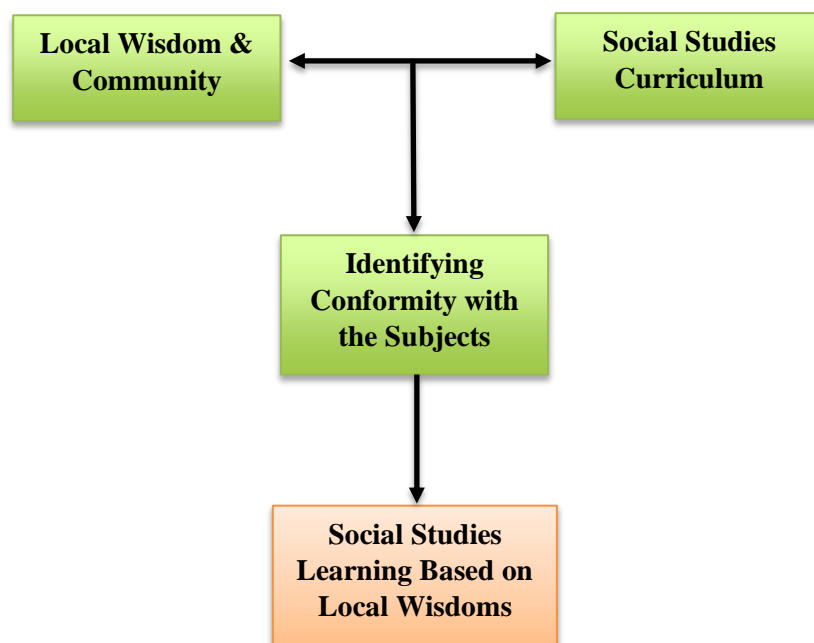 Local Wisdom &
Community
Social Studies
Curriculum
Identifying
Conformity with
the Subjects
Social Studies
Learning Based on
Local Wisdoms